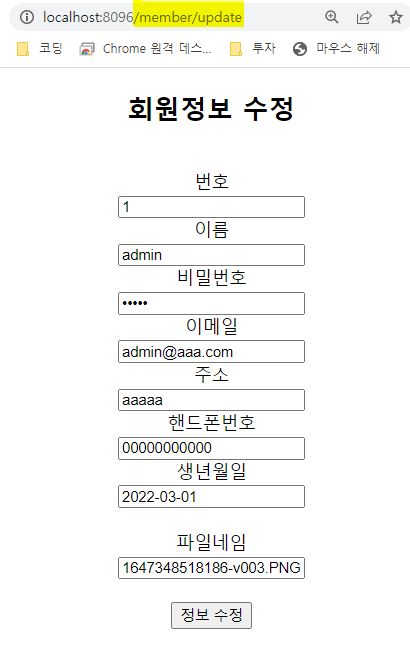 localhost:8096/member/update
코딩 Chrome 원격 데스... 투자 마우스 해제
회원정보 수정
번호
1
이름
admin
비밀번호
•••••
이메일
admin@aaa.com
주소
aaaaa
핸드폰번호
00000000000
생년월일
2022-03-01
파일네임
1647348518186-v003.PNG
정보 수정